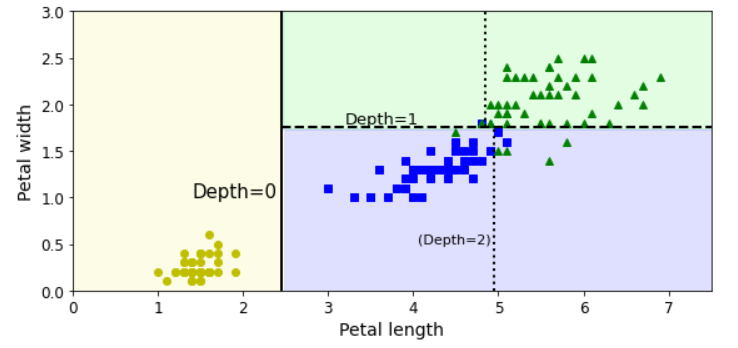 3.0
2.5
2.0
1.5
1.0
0.5
0.0
Petal width
Depth=1
Depth=0
(Depth=2)
0 1 2 3 4 5 6 7
Petal length